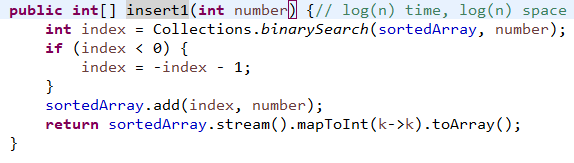 public int[] insert1(int number) {// log(n) time, log(n) space
int index = Collections.binarySearch(sortedArray, number);
if (index < 0) {
index = -index - 1;
}
sortedArray.add(index, number);
return sortedArray.stream().mapToInt(k->k).toArray();
}